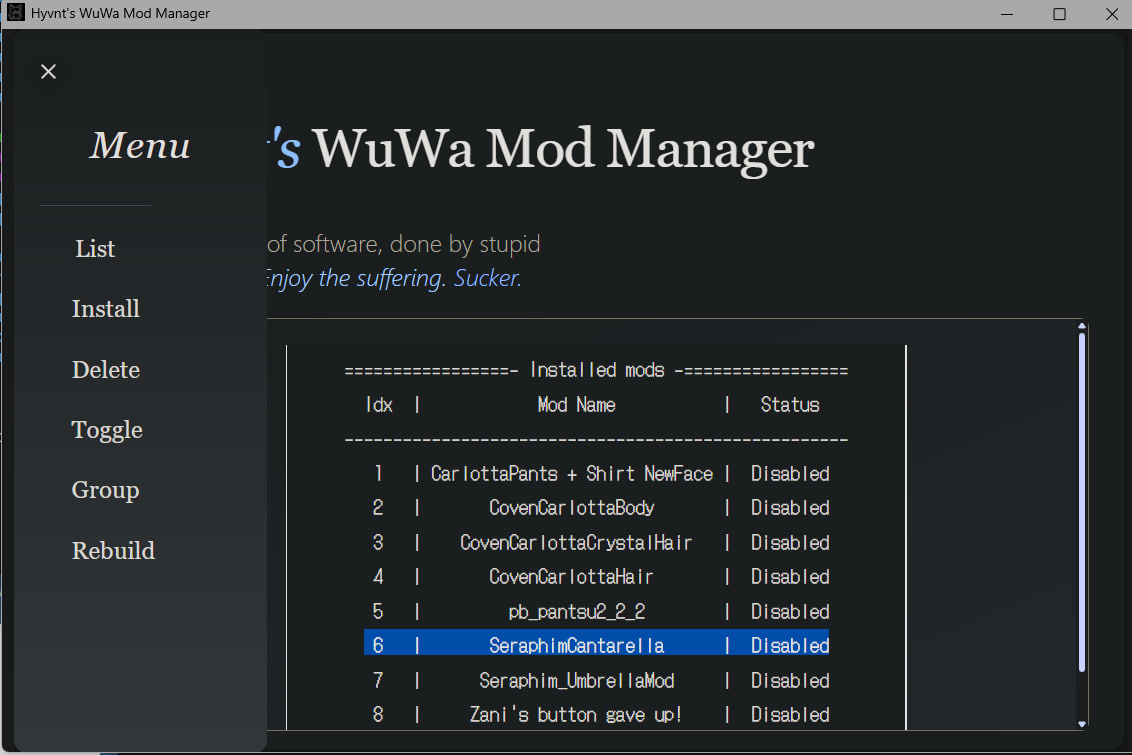 Hyvnt's WuWa Mod Manager
Menu
List
Install
Delete
Toggle
Group
Rebuild
t's WuWa Mod Manager
of software, done by stupid
Enjoy the suffering. Sucker.
=================- Installed mods -=================
Idx | Mod Name | Status
----------------------------------------------------
1 | CarlottaPants + Shirt NewFace | Disabled
2 | CovenCarlottaBody | Disabled
3 | CovenCarlottaCrystalHair | Disabled
4 | CovenCarlottaHair | Disabled
5 | pb_pantsu2_2_2 | Disabled
6 | SeraphimCantarella | Disabled
7 | Seraphim_UmbrellaMod | Disabled
8 | Zani's button gave up! | Disabled